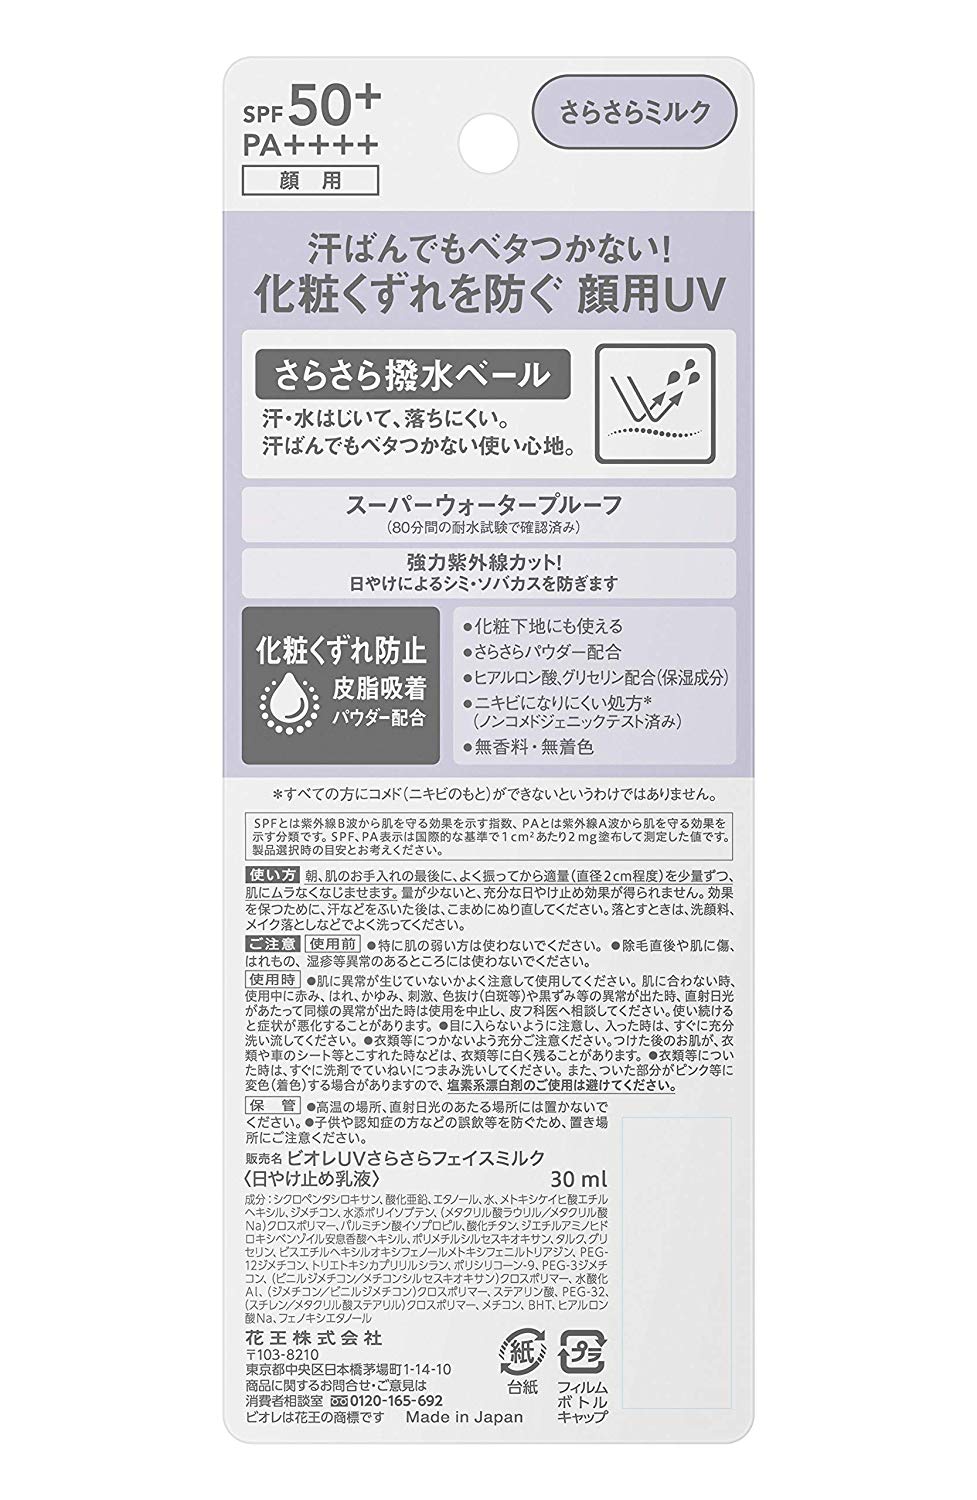 SPF 50+
PA++++
顔用
さらさらミルク
汗ばんでもベタつかない!
化粧くずれを防ぐ 顔用UV
さらさら撥水ベール
汗・水はじいて、落ちにくい。
汗ばんでもベタつかない使い心地。
スーパーウォータープルーフ
(80分間の耐水試験で確認済み)
強力紫外線カット!
日やけによるシミ・ソバカスを防ぎます
化粧くずれ防止
皮脂吸着
パウダー配合
●化粧下地にも使える
●さらさらパウダー配合
●ヒアルロン酸、グリセリン配合(保湿成分)
●ニキビになりにくい処方*
(ノンコメドジェニックテスト済み)
●無香料・無着色
*すべての方にコメド(ニキビのもと)ができないというわけではありません。
SPFとは紫外線B波から肌を守る効果を示す指数、PAとは紫外線A波から肌を守る効果を
示す分類です。SPF、PA表示は国際的な基準で1cm²あたり2mg塗布して測定した値です。
製品選択時の目安とお考えください。
使い方 朝、肌のお手入れの最後に、よく振ってから適量(直径2cm程度)を少量ずつ、
肌にムラなくなじませます。量が少ないと、充分な日やけ止め効果が得られません。効果
を保つために、汗などをふいた後は、こまめにぬり直してください。落とすときは、洗顔料、
メイク落としなどでよく洗ってください。
ご注意 使用前 ●特に肌の弱い方は使わないでください。 ●除毛直後や肌に傷、
はれもの、湿疹等異常のあるところには使わないでください。
使用時 ●肌に異常が生じていないかよく注意して使用してください。肌に合わない時、
使用中に赤み、はれ、かゆみ、刺激、色抜け(白斑等)や黒ずみ等の異常が出た時、直射日光
があたって同様の異常が出た時は使用を中止し、皮フ科医へ相談してください。使い続ける
と症状が悪化することがあります。 ●目に入らないように注意し、入った時は、すぐに充分
洗い流してください。 ●衣類等につかないよう充分ご注意ください。つけた後のお肌が、衣
類や車のシート等とこすれた時などは、衣類等に白く残ることがあります。 ●衣類等につい
た時は、すぐに洗剤でていねいにつまみ洗いしてください。また、ついた部分がピンク等に
変色(着色)する場合がありますので、塩素系漂白剤のご使用は避けてください。
保管 ●高温の場所、直射日光のあたる場所には置かないで
ください。●子供や認知症の方などの誤飲等を防ぐため、置き場
所にご注意ください。
販売名 ビオレUVさらさらフェイスミルク
〈日やけ止め乳液〉 30 ml
成分:シクロペンタシロキサン、酸化亜鉛、エタノール、水、メトキシケイヒ酸エチル
ヘキシル、ジメチコン、水添ポリイソブテン、(メタクリル酸ラウリル/メタクリル酸
Na)クロスポリマー、パルミチン酸イソプロピル、酸化チタン、ジエチルアミノヒド
ロキシベンゾイル安息香酸ヘキシル、ポリメチルシルセスキオキサン、タルク、グリ
セリン、ビスエチルヘキシルオキシフェノールメトキシフェニルトリアジン、PEG-
12ジメチコン、トリエトキシカプリリルシラン、ポリシリコーン-9、PEG-3ジメチ
コン、(ビニルジメチコン/メチコンシルセスキオキサン)クロスポリマー、水酸化
Al、(ジメチコン/ビニルジメチコン)クロスポリマー、ステアリン酸、PEG-32、
(スチレン/メタクリル酸ステアリル)クロスポリマー、メチコン、BHT、ヒアルロン
酸Na、フェノキシエタノール
花王株式会社
〒103-8210
東京都中央区日本橋茅場町1-14-10
商品に関するお問合せ・ご意見は
消費者相談室 0120-165-692
ビオレは花王の商標です Made in Japan
紙
台紙
プラ
フィルム
ボトル
キャップ